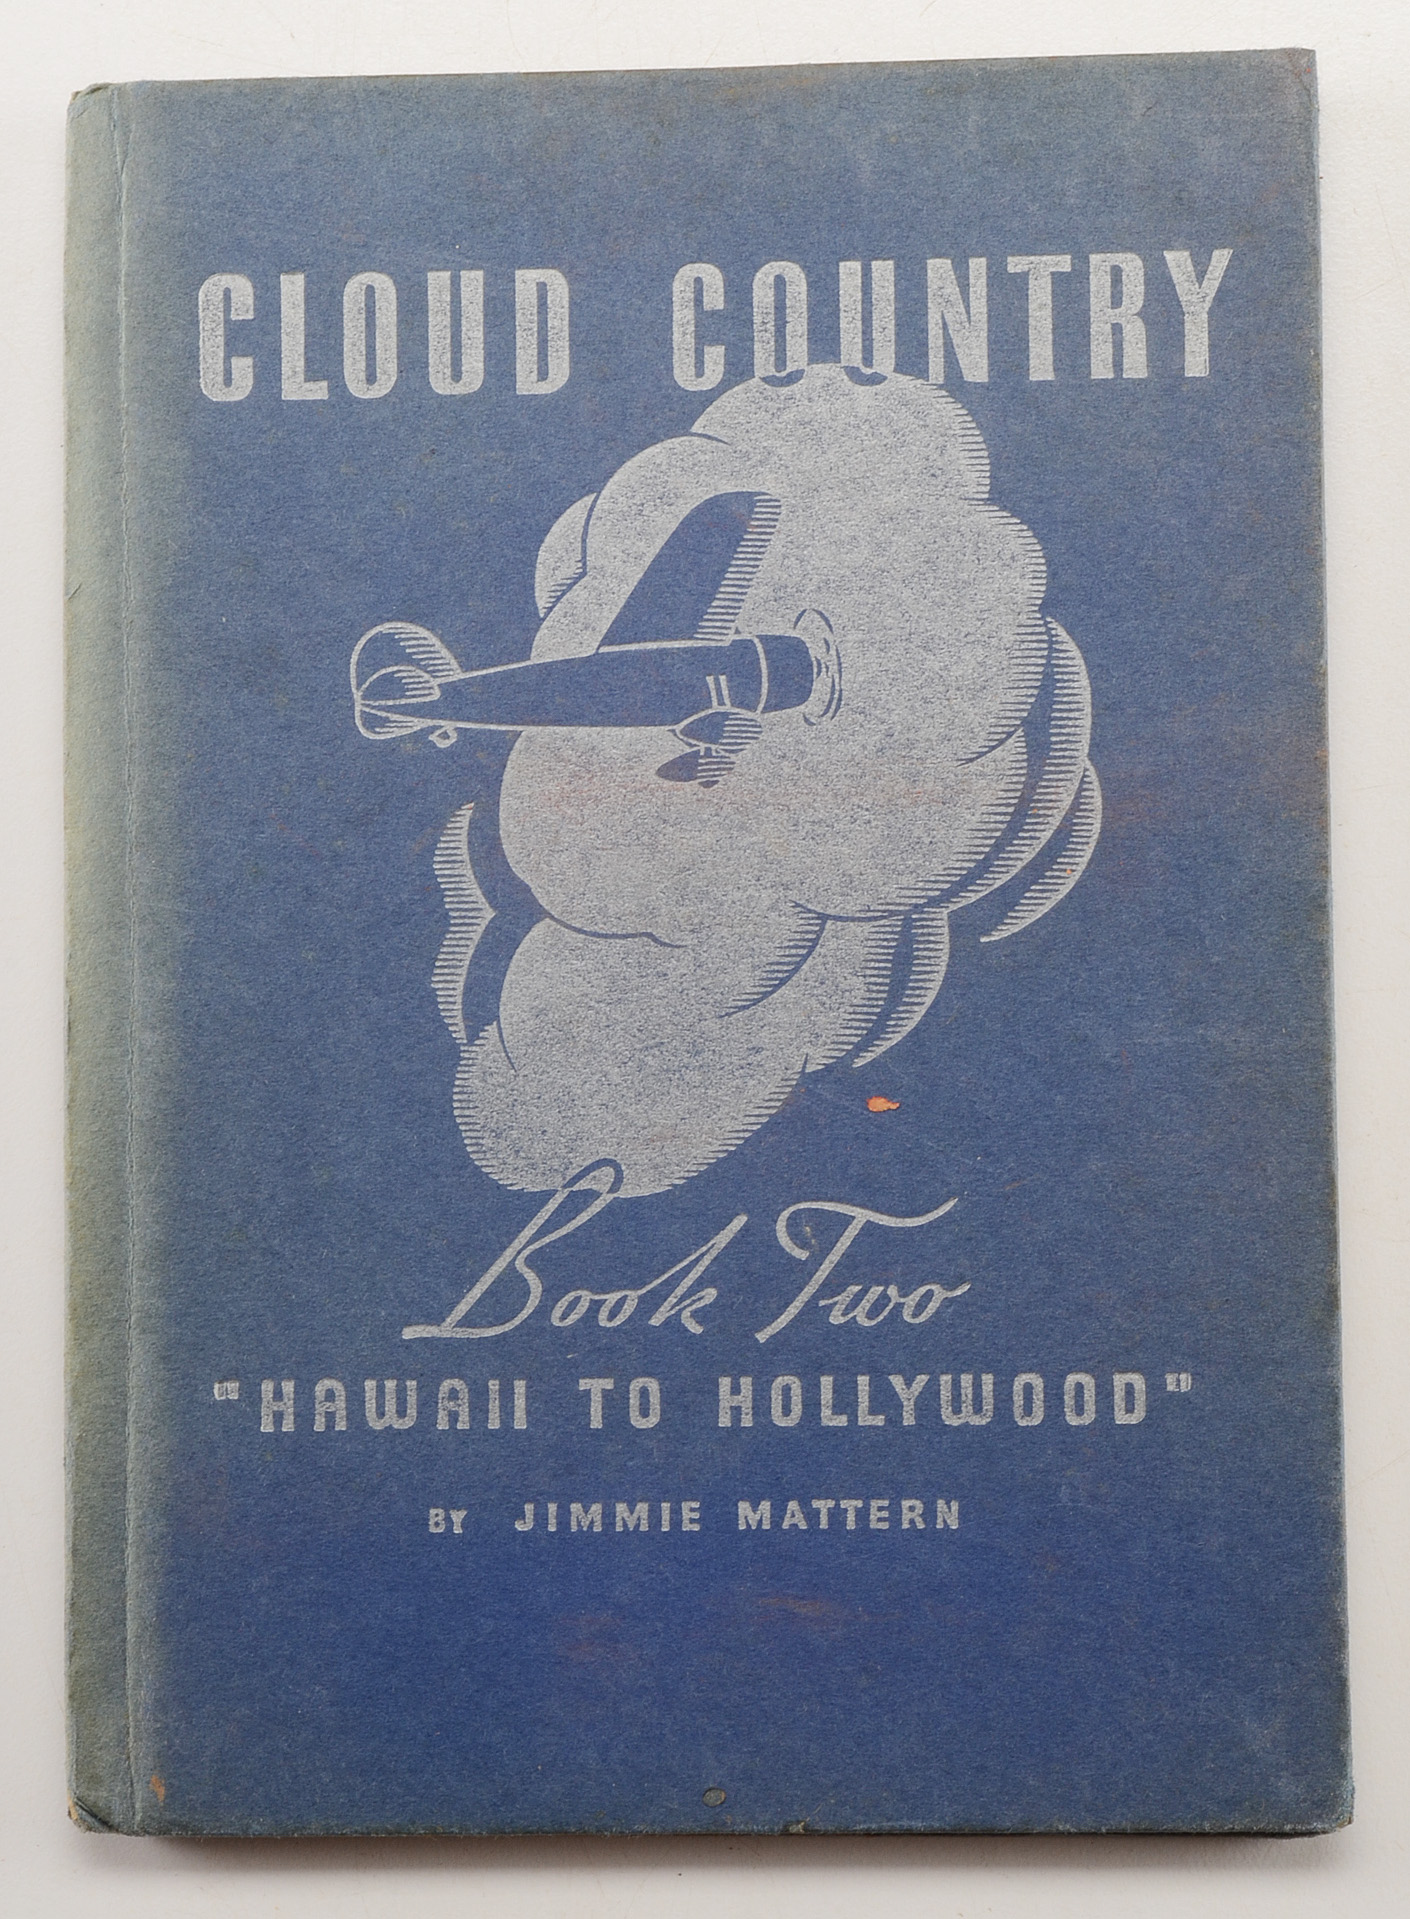 CLOUD COUNTRY
Book Two
"HAWAII TO HOLLYWOOD"
BY JIMMIE MATTERN